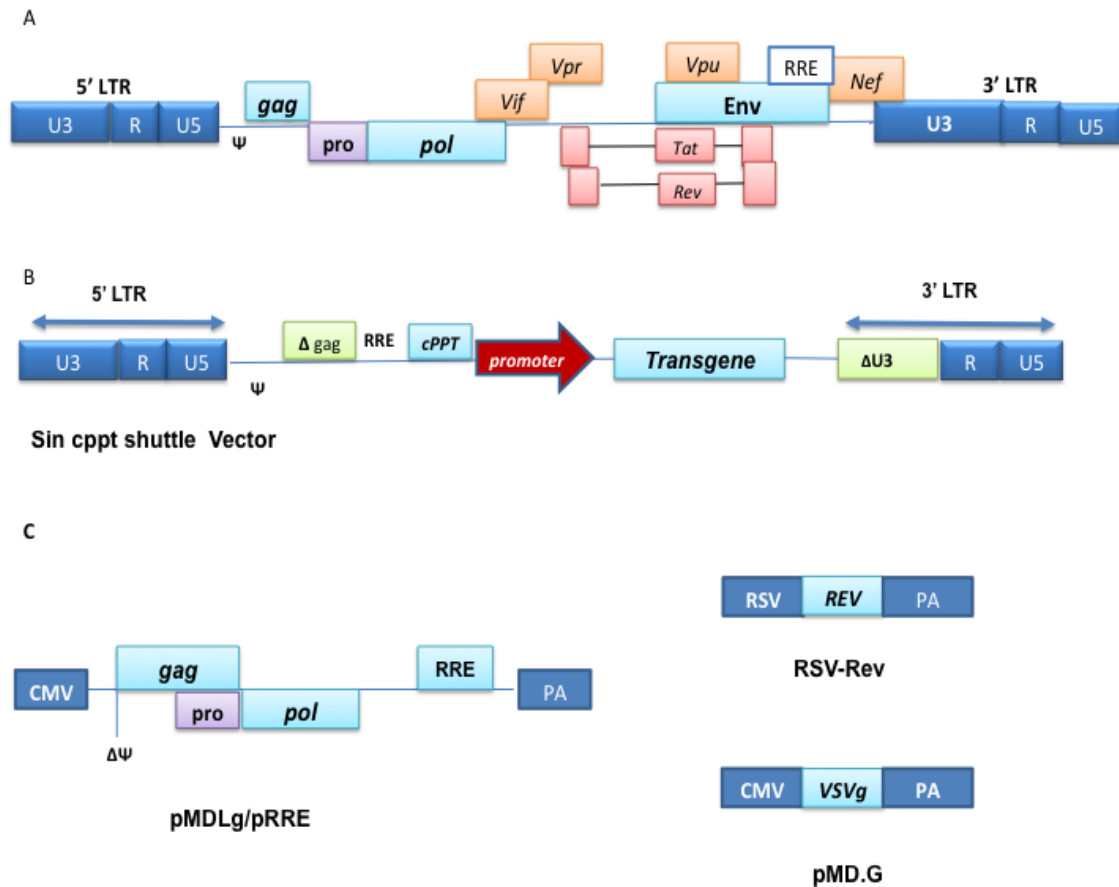 A
5' LTR
U3
R
U5
Ψ
gag
pro
pol
Vif
Vpr
Vpu
Env
RRE
Nef
Tat
Rev
3' LTR
U3
R
U5
B
5' LTR
U3
R
U5
Ψ
Δ gag
RRE
cPPT
promoter
Transgene
3' LTR
ΔU3
R
U5
Sin cppt shuttle Vector
C
CMV
gag
pro
pol
RRE
PA
ΔΨ
pMDLg/pRRE
RSV
REV
PA
RSV-Rev
CMV
VSVg
PA
pMD.G